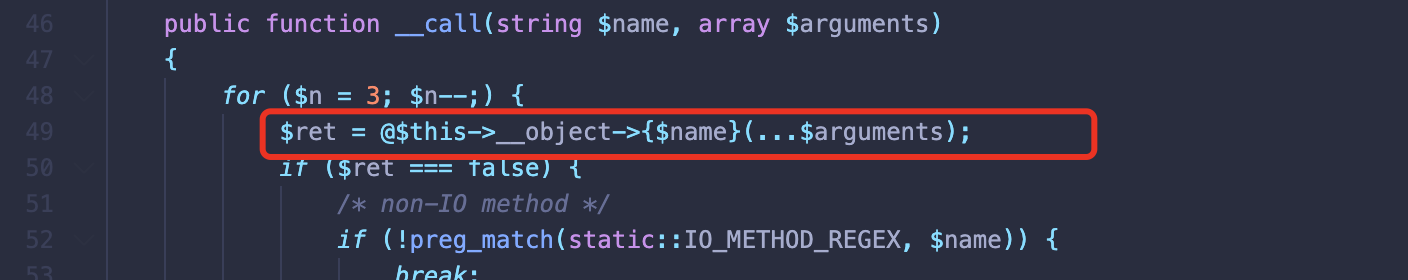 46 public function __call(string $name, array $arguments)
47 {
48 for ($n = 3; $n--;) {
49 $ret = @$this->__object->{$name}(...$arguments);
50 if ($ret === false) {
51 /* non-IO method */
52 if (!preg_match(static::IO_METHOD_REGEX, $name)) {
53 break;